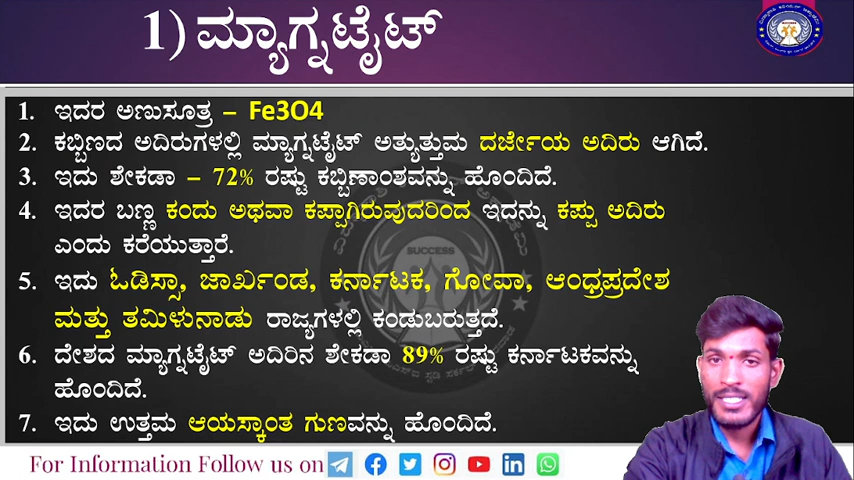 1) ಮ್ಯಾಗ್ನಟೈಟ್
1. ಇದರ ಅಣುಸೂತ್ರ – Fe3O4
2. ಕಬ್ಬಿಣದ ಅದಿರುಗಳಲ್ಲಿ ಮ್ಯಾಗ್ನಟೈಟ್ ಅತ್ಯುತ್ತುಮ ದರ್ಜೇಯ ಅದಿರು ಆಗಿದೆ.
3. ಇದು ಶೇಕಡಾ – 72% ರಷ್ಟು ಕಬ್ಬಿಣಾಂಶವನ್ನು ಹೊಂದಿದೆ.
4. ಇದರ ಬಣ್ಣ ಕಂದು ಅಥವಾ ಕಪ್ಪಾಗಿರುವುದರಿಂದ ಇದನ್ನು ಕಪ್ಪು ಅದಿರು
ಎಂದು ಕರೆಯುತ್ತಾರೆ.
5. ಇದು ಓಡಿಸ್ಸಾ, ಜಾರ್ಖಂಡ, ಕರ್ನಾಟಕ, ಗೋವಾ, ಆಂಧ್ರಪ್ರದೇಶ
ಮತ್ತು ತಮಿಳುನಾಡು ರಾಜ್ಯಗಳಲ್ಲಿ ಕಂಡುಬರುತ್ತದೆ.
6. ದೇಶದ ಮ್ಯಾಗ್ನಟೈಟ್ ಅದಿರಿನ ಶೇಕಡಾ 89% ರಷ್ಟು ಕರ್ನಾಟಕವನ್ನು
ಹೊಂದಿದೆ.
7. ಇದು ಉತ್ತಮ ಆಯಸ್ಕಾಂತ ಗುಣವನ್ನು ಹೊಂದಿದೆ.
SUCCESS
For Information Follow us on